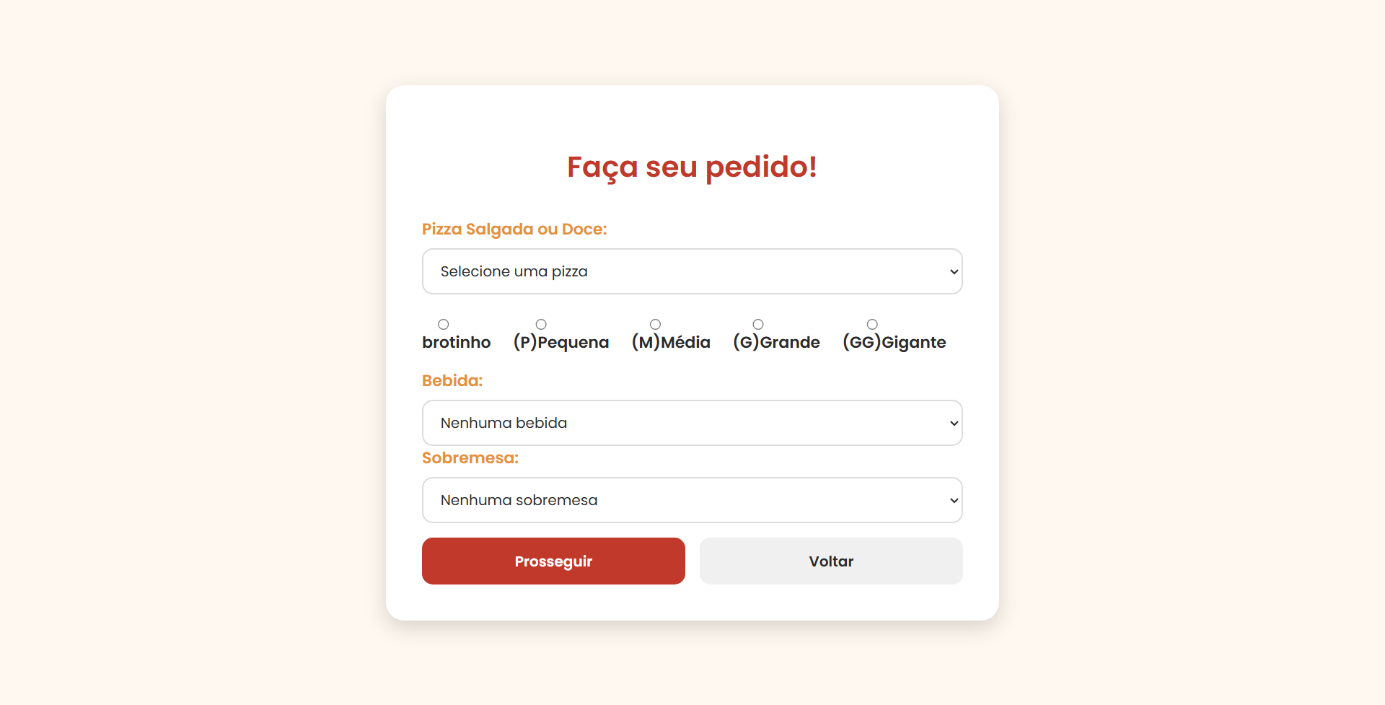 Faça seu pedido!
Pizza Salgada ou Doce:
Selecione uma pizza
brotinho (P)Pequena (M)Média (G)Grande (GG)Gigante
Bebida:
Nenhuma bebida
Sobremesa:
Nenhuma sobremesa
Prosseguir Voltar